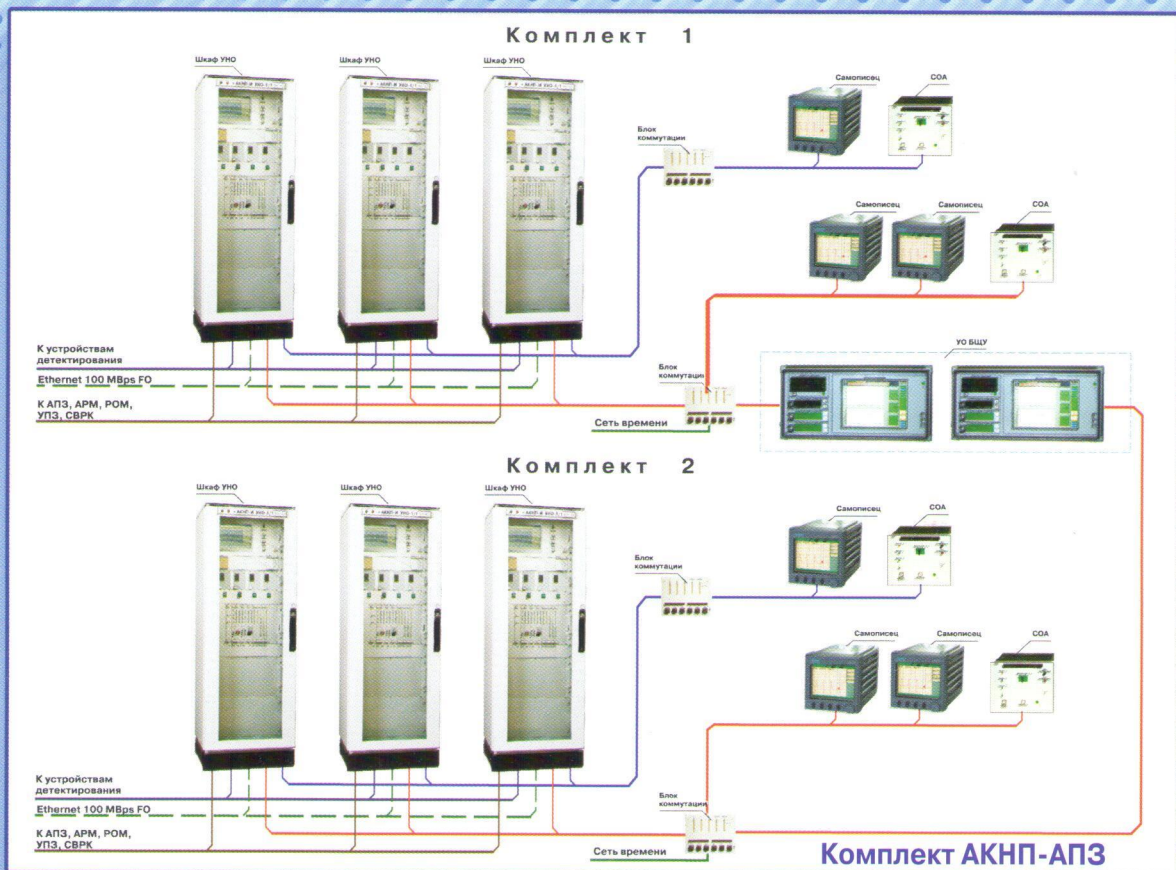 Комплект 1
Шкаф УНО
Шкаф УНО
Шкаф УНО
Самописец
СОА
Блок
коммутации
Самописец
Самописец
СОА
К устройствам
детектирования
Ethernet 100 MBps FO
К АПЗ, АРМ, РОМ,
УПЗ, СВРК
Блок
коммутации
УО БЩУ
Сеть времени
Комплект 2
Шкаф УНО
Шкаф УНО
Шкаф УНО
Самописец
СОА
Блок
коммутации
Самописец
Самописец
СОА
К устройствам
детектирования
Ethernet 100 MBps FO
К АПЗ, АРМ, РОМ,
УПЗ, СВРК
Блок
коммутации
Сеть времени
Комплект АКНП-АПЗ